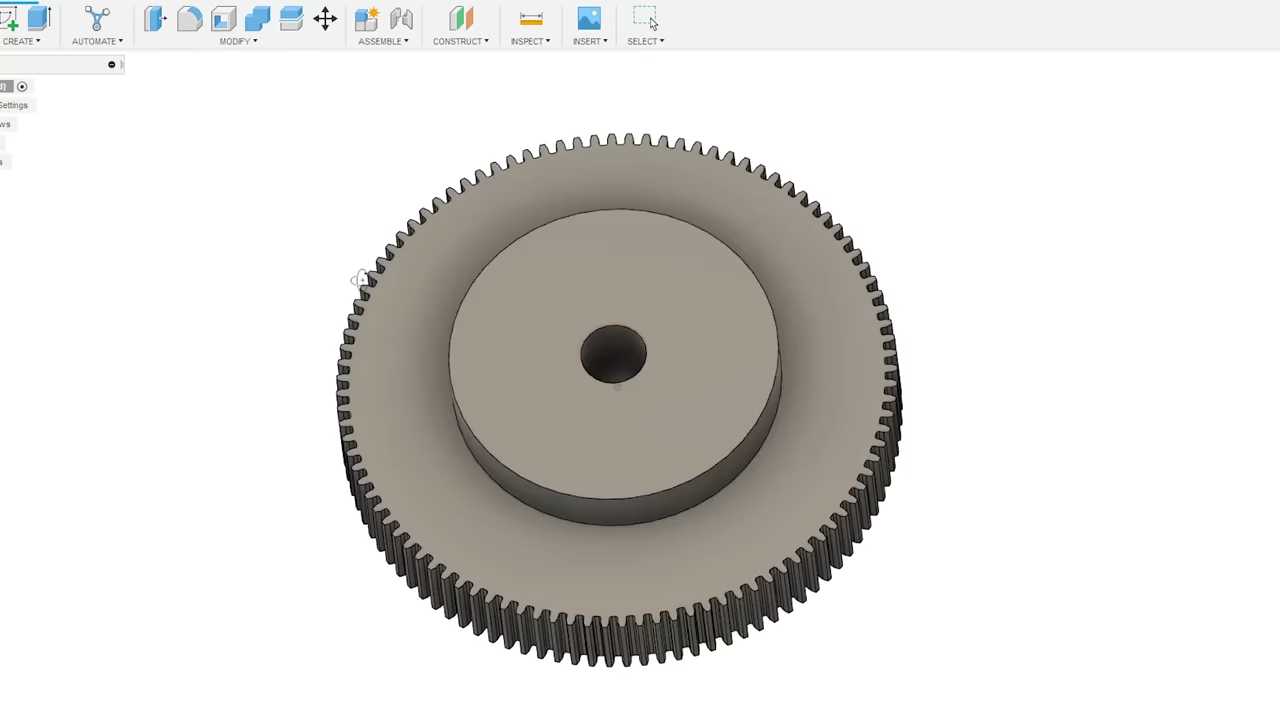 CREATE
AUTOMATE
MODIFY
ASSEMBLE
CONSTRUCT
INSPECT
INSERT
SELECT
Settings